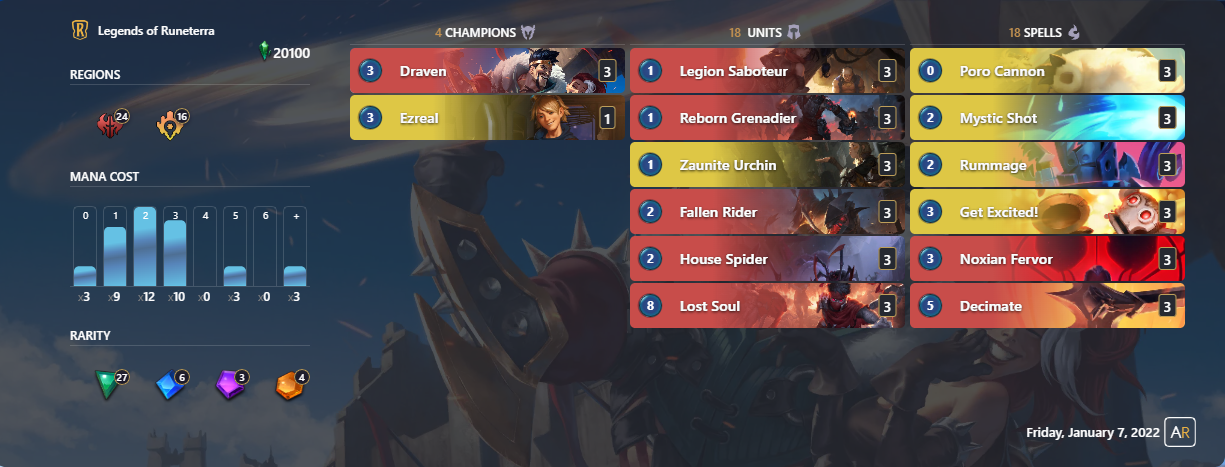 Legends of Runeterra
20100
REGIONS
24
16
MANA COST
0 1 2 3 4 5 6 +
x3 x9 x12 x10 x0 x3 x0 x3
RARITY
27
6
3
4
4 CHAMPIONS
3 Draven 3
3 Ezreal 1
18 UNITS
1 Legion Saboteur 3
1 Reborn Grenadier 3
1 Zaunite Urchin 3
2 Fallen Rider 3
2 House Spider 3
8 Lost Soul 3
18 SPELLS
0 Poro Cannon 3
2 Mystic Shot 3
2 Rummage 3
3 Get Excited! 3
3 Noxian Fervor 3
5 Decimate 3
Friday, January 7, 2022 AR